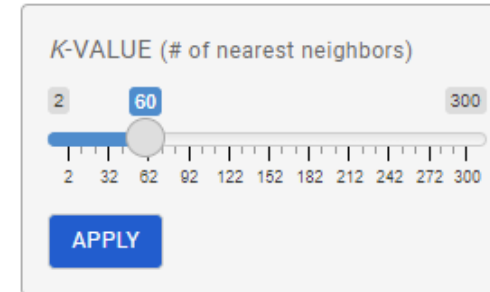 K-VALUE (# of nearest neighbors)
2 60 300
2 32 62 92 122 152 182 212 242 272 300
APPLY